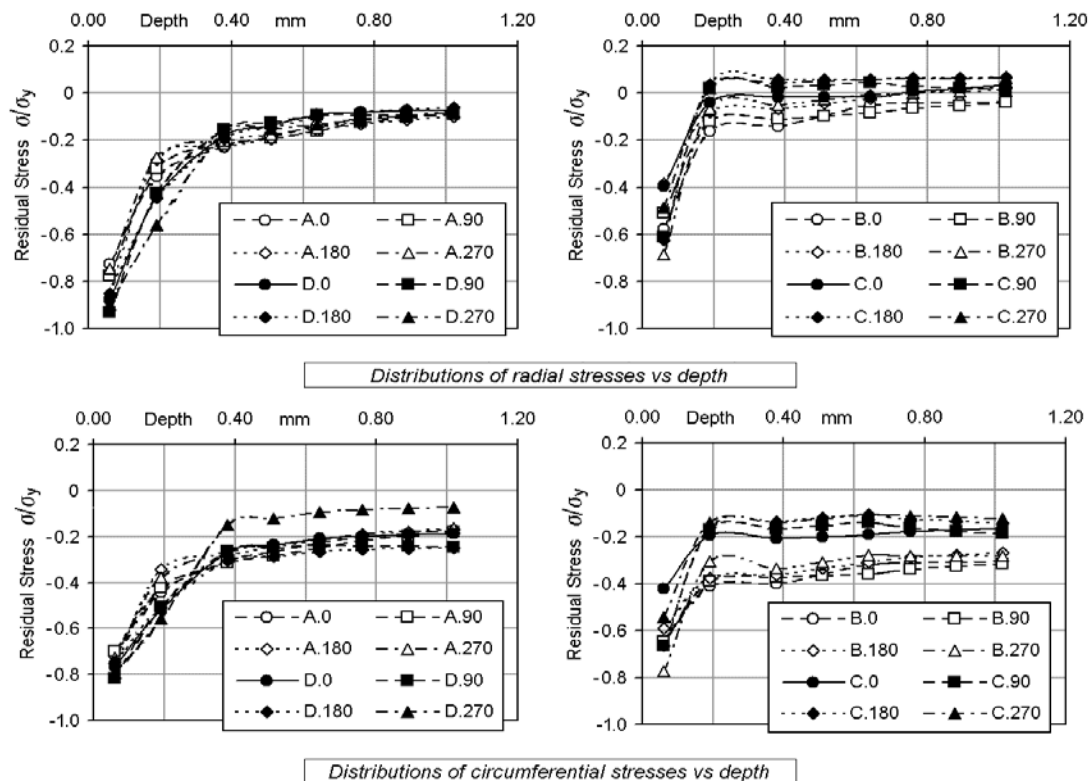 0.00 Depth 0.40 mm 0.80 1.20
0.2
0
-0.2
-0.4
-0.6
-0.8
-1.0
Residual Stress σ/σy
A.0 A.90
A.180 A.270
D.0 D.90
D.180 D.270
0.00 Depth 0.40 mm 0.80 1.20
0.2
0
-0.2
-0.4
-0.6
-0.8
-1.0
Residual Stress σ/σy
B.0 B.90
B.180 B.270
C.0 C.90
C.180 C.270
Distributions of radial stresses vs depth
0.00 Depth 0.40 mm 0.80 1.20
0.2
0
-0.2
-0.4
-0.6
-0.8
-1.0
Residual Stress σ/σy
A.0 A.90
A.180 A.270
D.0 D.90
D.180 D.270
0.00 Depth 0.40 mm 0.80 1.20
0.2
0
-0.2
-0.4
-0.6
-0.8
-1.0
Residual Stress σ/σy
B.0 B.90
B.180 B.270
C.0 C.90
C.180 C.270
Distributions of circumferential stresses vs depth